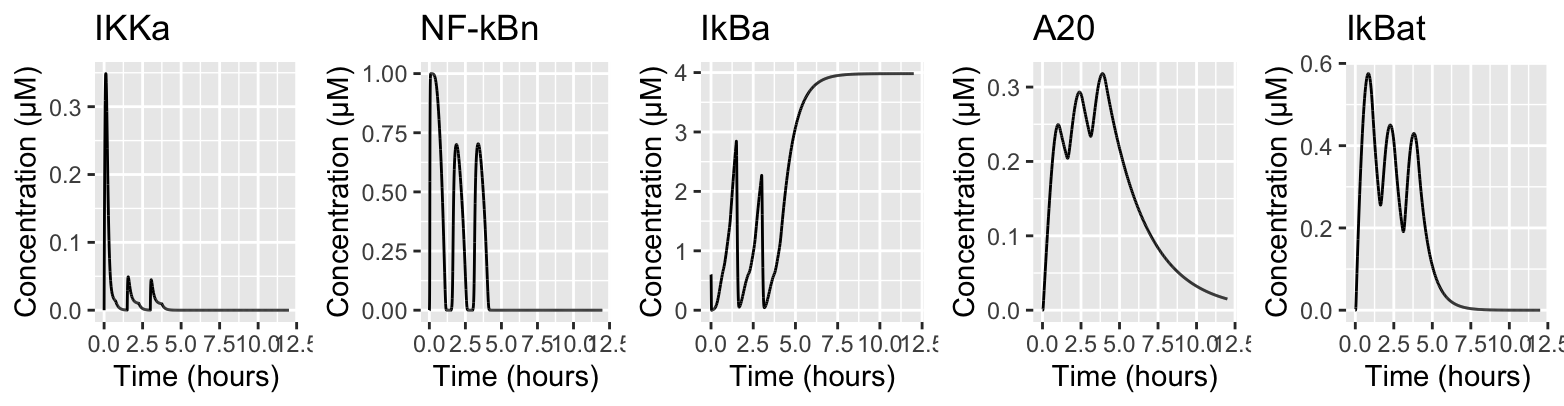 IKKa
Concentration (µM)
0.3
0.2
0.1
0.0
0.0 2.5 5.0 7.5 10.0 12.5
Time (hours)
NF-kBn
Concentration (µM)
1.00
0.75
0.50
0.25
0.00
0.0 2.5 5.0 7.5 10.0 12.5
Time (hours)
IkBa
Concentration (µM)
4
3
2
1
0
0.0 2.5 5.0 7.5 10.0 12.5
Time (hours)
A20
Concentration (µM)
0.3
0.2
0.1
0.0
0.0 2.5 5.0 7.5 10.0 12.5
Time (hours)
IkBat
Concentration (µM)
0.6
0.4
0.2
0.0
0.0 2.5 5.0 7.5 10.0 12.5
Time (hours)